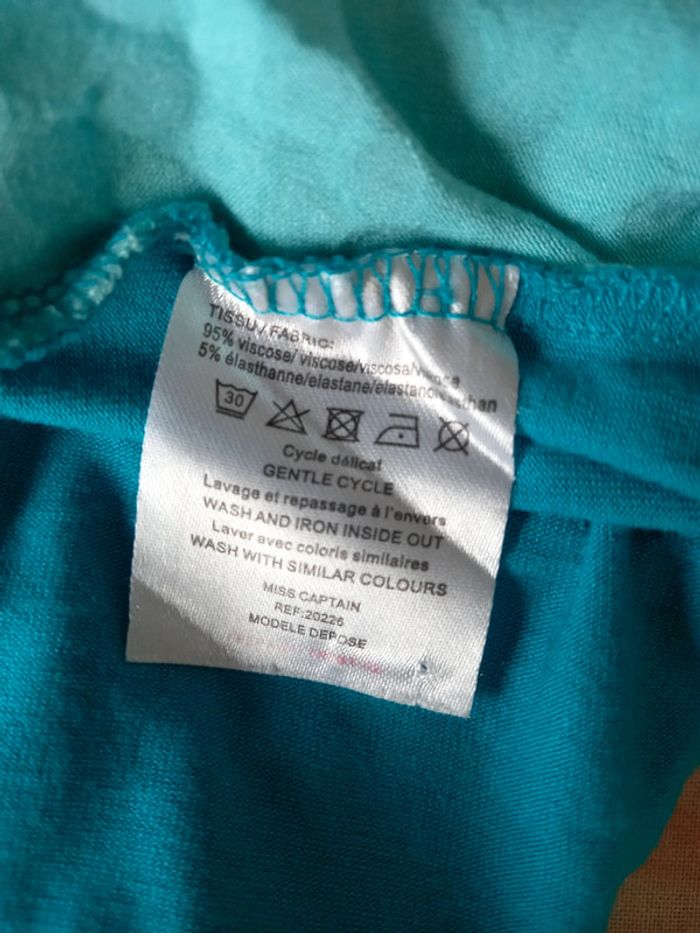 TISSU / FABRIC:
95% viscose/ viscose/viscosa/
5% élasthanne/elastane/
30
Cycle délicat
GENTLE CYCLE
Lavage et repassage à l'envers
WASH AND IRON INSIDE OUT
Laver avec coloris similaires
WASH WITH SIMILAR COLOURS
MISS CAPTAIN
REF:20226
MODELE DEPOSE